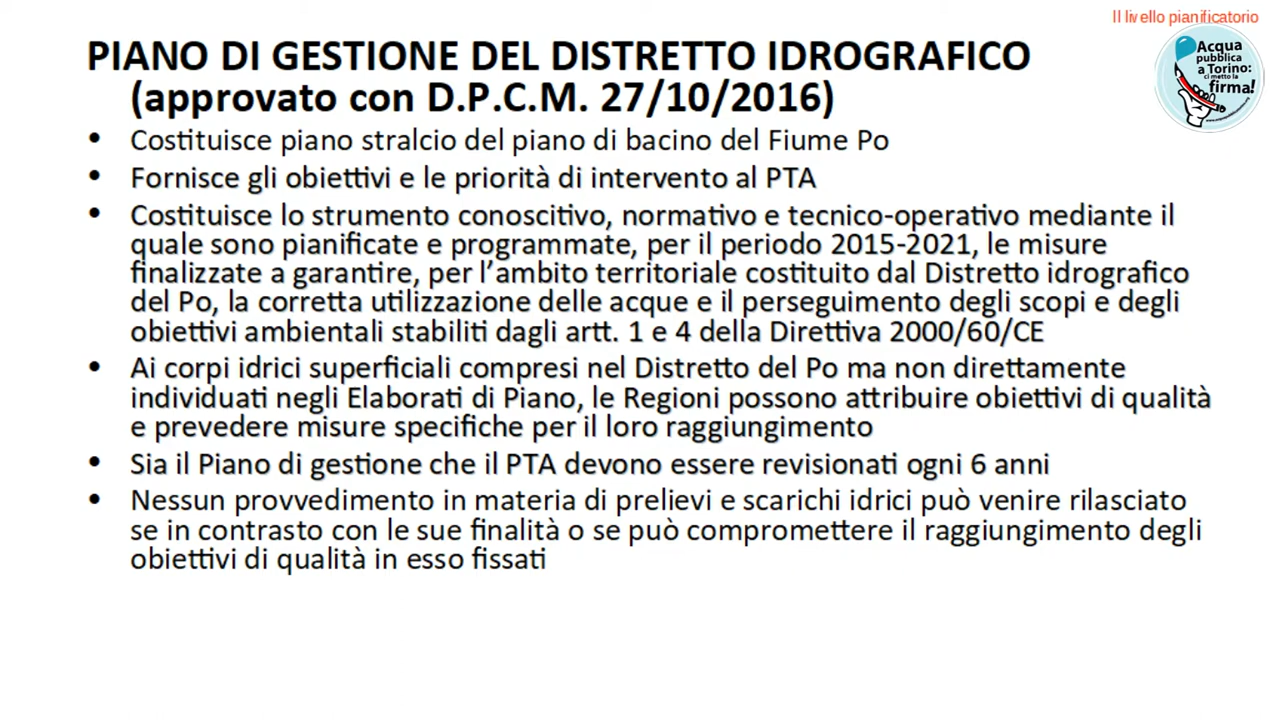 Il livello pianificatorio
Acqua
pubblica
a Torino:
ci metto la
firma!
PIANO DI GESTIONE DEL DISTRETTO IDROGRAFICO
(approvato con D.P.C.M. 27/10/2016)
• Costituisce piano stralcio del piano di bacino del Fiume Po
• Fornisce gli obiettivi e le priorità di intervento al PTA
• Costituisce lo strumento conoscitivo, normativo e tecnico-operativo mediante il
quale sono pianificate e programmate, per il periodo 2015-2021, le misure
finalizzate a garantire, per l’ambito territoriale costituito dal Distretto idrografico
del Po, la corretta utilizzazione delle acque e il perseguimento degli scopi e degli
obiettivi ambientali stabiliti dagli artt. 1 e 4 della Direttiva 2000/60/CE
• Ai corpi idrici superficiali compresi nel Distretto del Po ma non direttamente
individuati negli Elaborati di Piano, le Regioni possono attribuire obiettivi di qualità
e prevedere misure specifiche per il loro raggiungimento
• Sia il Piano di gestione che il PTA devono essere revisionati ogni 6 anni
• Nessun provvedimento in materia di prelievi e scarichi idrici può venire rilasciato
se in contrasto con le sue finalità o se può compromettere il raggiungimento degli
obiettivi di qualità in esso fissati